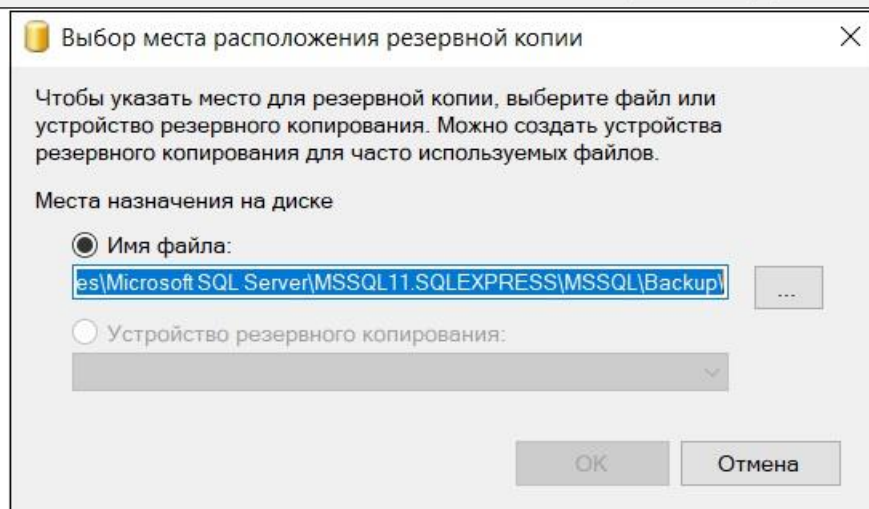 Выбор места расположения резервной копии
Чтобы указать место для резервной копии, выберите файл или
устройство резервного копирования. Можно создать устройства
резервного копирования для часто используемых файлов.
Места назначения на диске
Имя файла:
es\Microsoft SQL Server\MSSQL11.SQLEXPRESS\MSSQL\Backup\
...
Устройство резервного копирования:
OK
Отмена